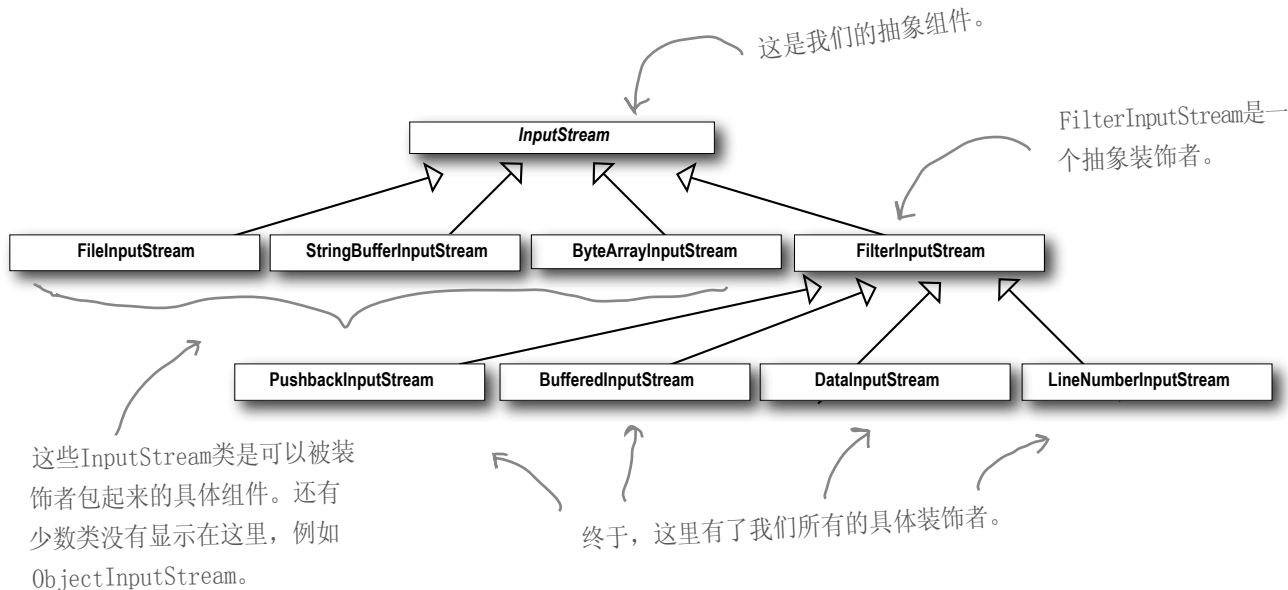 这是我们的抽象组件。
InputStream
FilterInputStream是一
个抽象装饰者。
FileInputStream
StringBufferInputStream
ByteArrayInputStream
FilterInputStream
PushbackInputStream
BufferedInputStream
DataInputStream
LineNumberInputStream
这些InputStream类是可以被装
饰者包起来的具体组件。还有
少数类没有显示在这里，例如
ObjectInputStream。
终于，这里有了我们所有的具体装饰者。